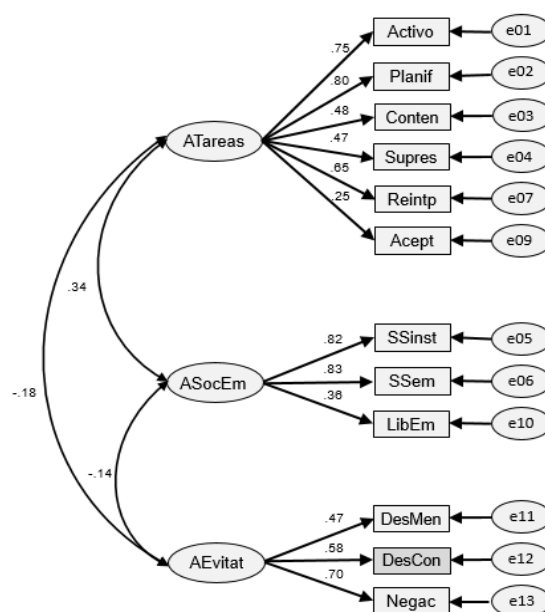 Activo e01
.75
Planif e02
.80
Conten e03
.48
ATareas
.47
Supres e04
.65
Reintp e07
.25
Acept e09
.34
.82
SSinst e05
ASocEm
.83
SSem e06
.36
LibEm e10
-.18
-.14
.47
DesMen e11
.58
AEvitat
DesCon e12
.70
Negac e13